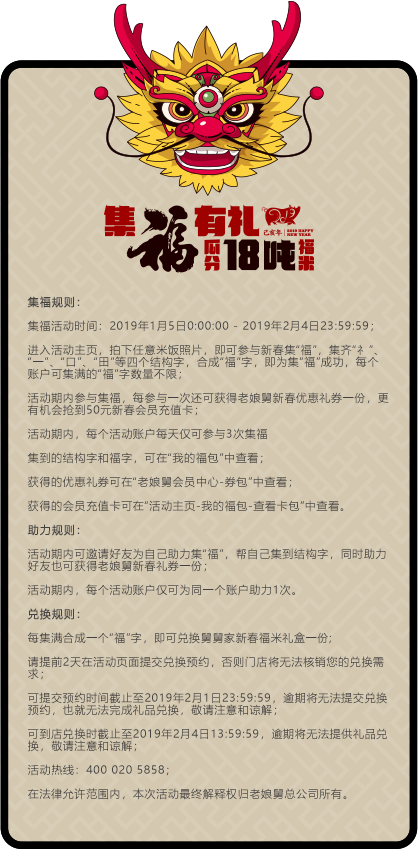 集福有礼
己亥年
2019 HAPPY
NEW YEAR
瓜分18吨福米
集福规则：
集福活动时间：2019年1月5日0:00:00 - 2019年2月4日23:59:59；
进入活动主页，拍下任意米饭照片，即可参与新春集“福”，集齐“礻”、
“一”、“口”、“田”等四个结构字，合成“福”字，即为集“福”成功，每个
账户可集满的“福”字数量不限；
活动期内参与集福，每参与一次还可获得老娘舅新春优惠礼券一份，更
有机会抢到50元新春会员充值卡；
活动期内，每个活动账户每天仅可参与3次集福
集到的结构字和福字，可在“我的福包”中查看；
获得的优惠礼券可在“老娘舅会员中心-券包”中查看；
获得的会员充值卡可在“活动主页-我的福包-查看卡包”中查看。
助力规则：
活动期内可邀请好友为自己助力集“福”，帮自己集到结构字，同时助力
好友也可获得老娘舅新春礼券一份；
活动期内，每个活动账户仅可为同一个账户助力1次。
兑换规则：
每集满合成一个“福”字，即可兑换舅舅家新春福米礼盒一份；
请提前2天在活动页面提交兑换预约，否则门店将无法核销您的兑换需
求；
可提交预约时间截止至2019年2月1日23:59:59，逾期将无法提交兑换
预约，也就无法完成礼品兑换，敬请注意和谅解；
可到店兑换时截止至2019年2月4日13:59:59，逾期将无法提供礼品兑
换，敬请注意和谅解；
活动热线：400 020 5858；
在法律允许范围内，本次活动最终解释权归老娘舅总公司所有。